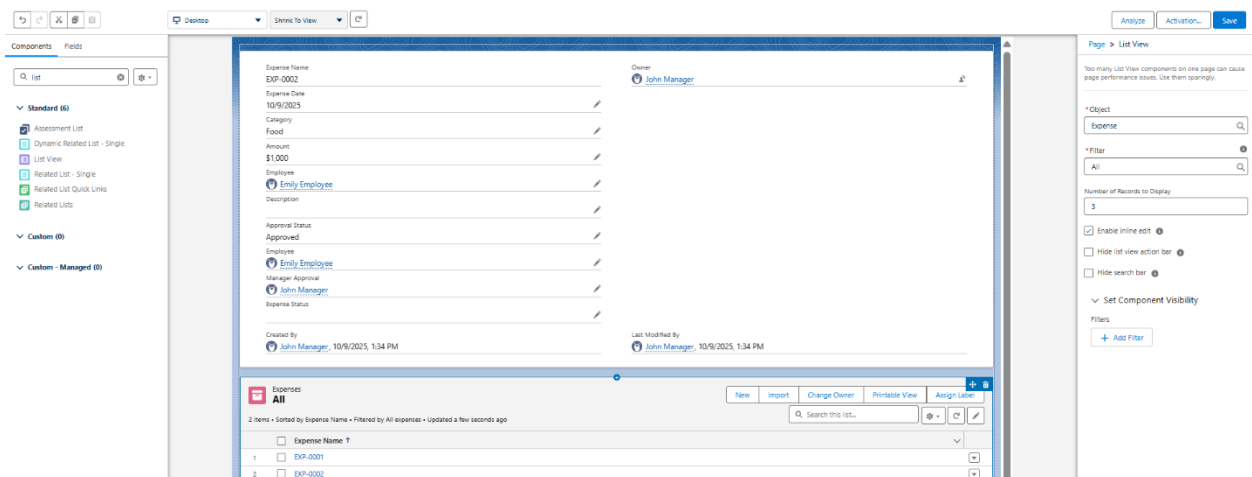 Desktop
Shrink To View
Analyze
Activation...
Save
Components
Fields
list
Standard (6)
Assessment List
Dynamic Related List - Single
List View
Related List - Single
Related List Quick Links
Related Lists
Custom (0)
Custom - Managed (0)
Expense Name
EXP-0002
Owner
John Manager
Expense Date
10/9/2025
Category
Food
Amount
$1,000
Employee
Emily Employee
Description
Approval Status
Approved
Employee
Emily Employee
Manager Approval
John Manager
Expense Status
Created By
John Manager, 10/9/2025, 1:34 PM
Last Modified By
John Manager, 10/9/2025, 1:34 PM
Expenses
All
New
Import
Change Owner
Printable View
Assign Label
2 items • Sorted by Expense Name • Filtered by All expenses • Updated a few seconds ago
Search this list...
Expense Name ↑
1 EXP-0001
2 EXP-0002
Page > List View
Too many List View components on one page can cause
page performance issues. Use them sparingly.
*Object
Expense
*Filter
All
Number of Records to Display
3
Enable inline edit
Hide list view action bar
Hide search bar
Set Component Visibility
Filters
+ Add Filter